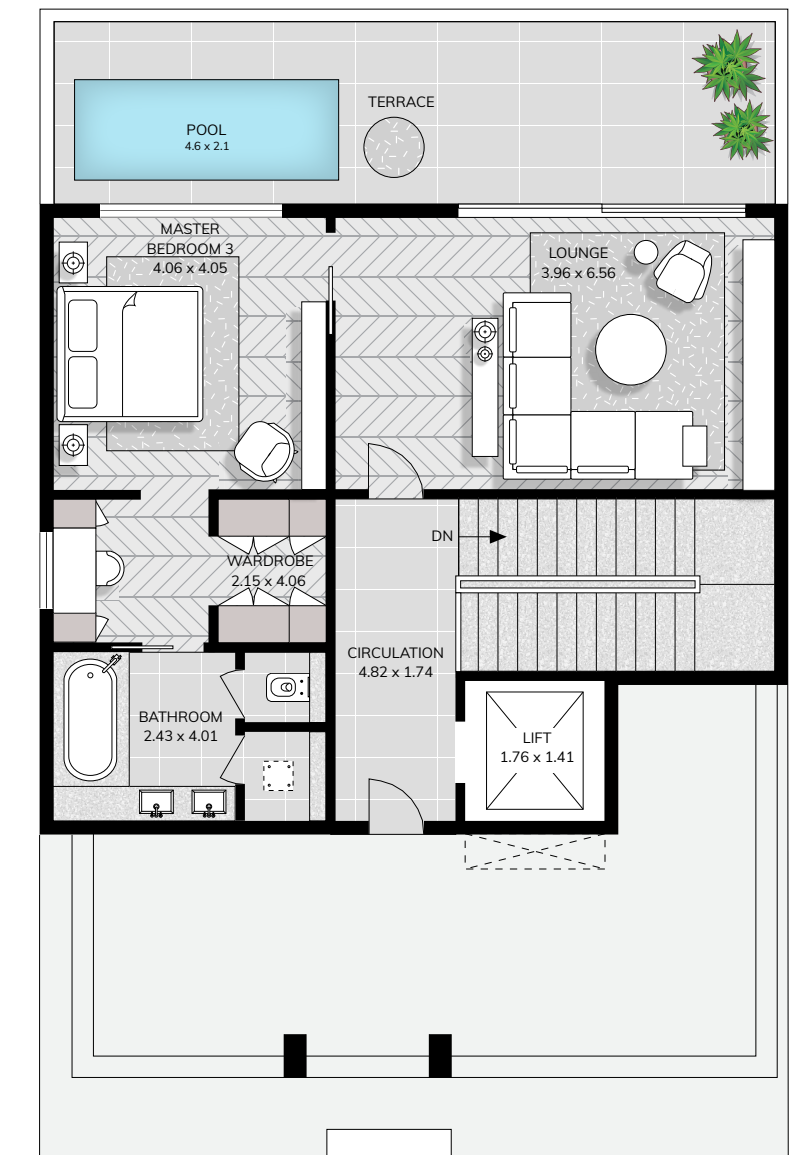 TERRACE
POOL
4.6 x 2.1
MASTER
BEDROOM 3
4.06 x 4.05
LOUNGE
3.96 x 6.56
DN
WARDROBE
2.15 x 4.06
CIRCULATION
4.82 x 1.74
BATHROOM
2.43 x 4.01
LIFT
1.76 x 1.41